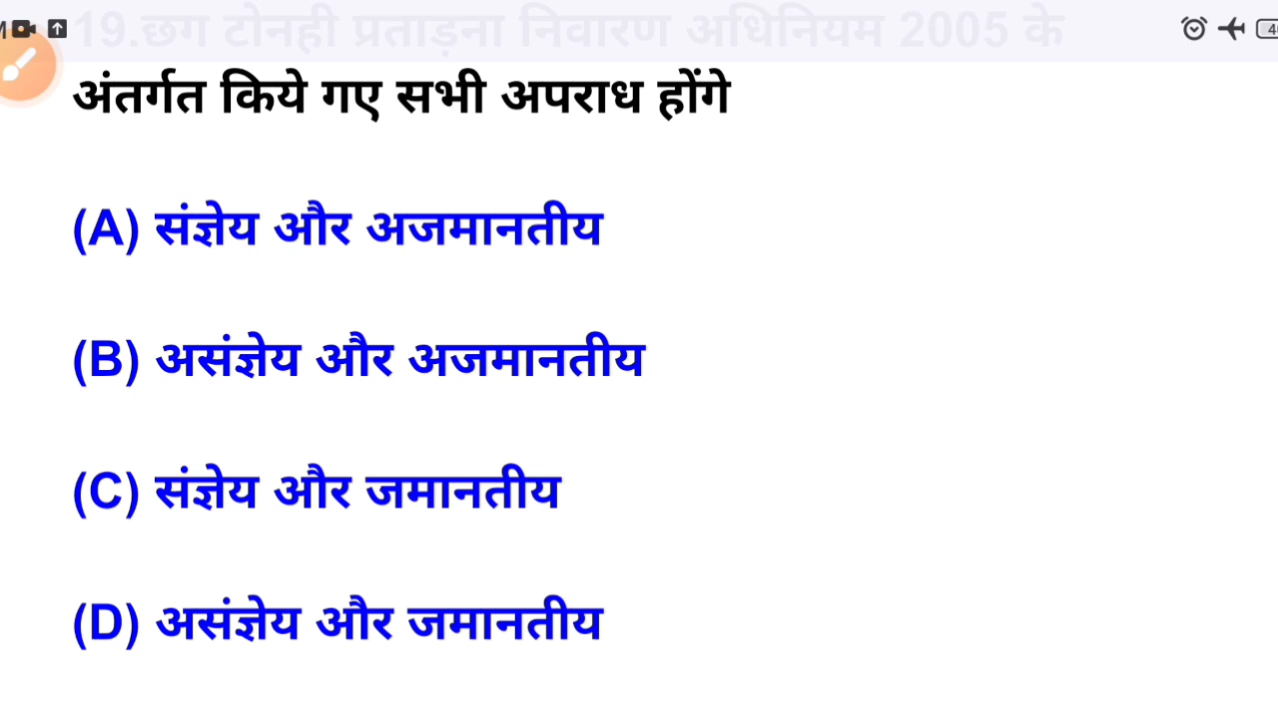 19.छग टोनही प्रताड़ना निवारण अधिनियम 2005 के
अंतर्गत किये गए सभी अपराध होंगे
(A) संज्ञेय और अजमानतीय
(B) असंज्ञेय और अजमानतीय
(C) संज्ञेय और जमानतीय
(D) असंज्ञेय और जमानतीय